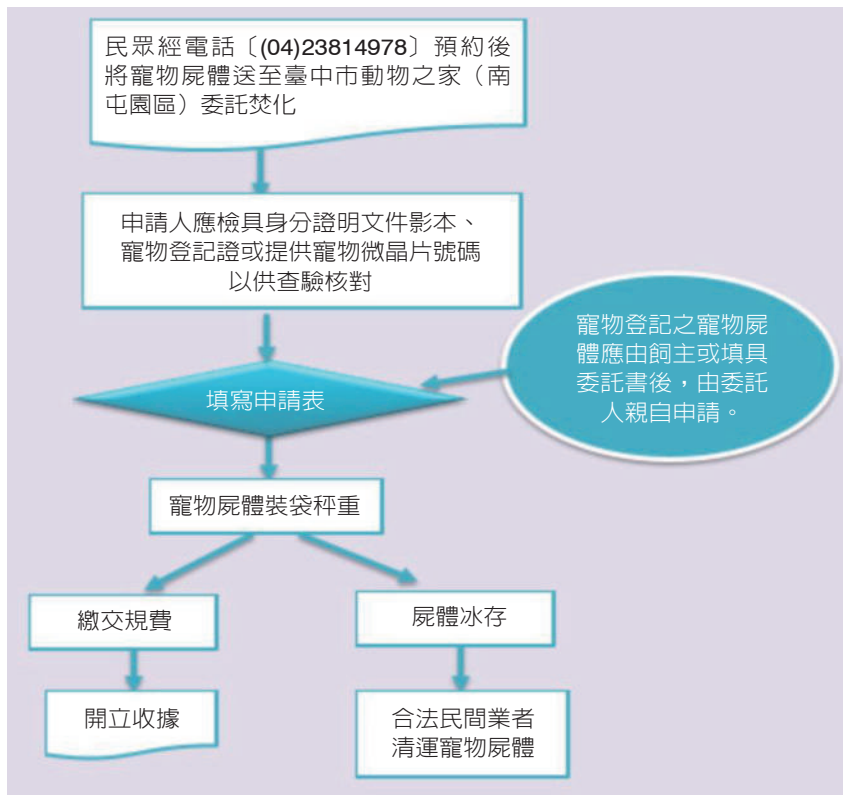 民眾經電話〔(04)23814978〕預約後
將寵物屍體送至臺中市動物之家（南
屯園區）委託焚化
申請人應檢具身分證明文件影本、
寵物登記證或提供寵物微晶片號碼
以供查驗核對
寵物登記之寵物屍
體應由飼主或填具
委託書後，由委託
人親自申請。
填寫申請表
寵物屍體裝袋秤重
繳交規費
屍體冰存
開立收據
合法民間業者
清運寵物屍體